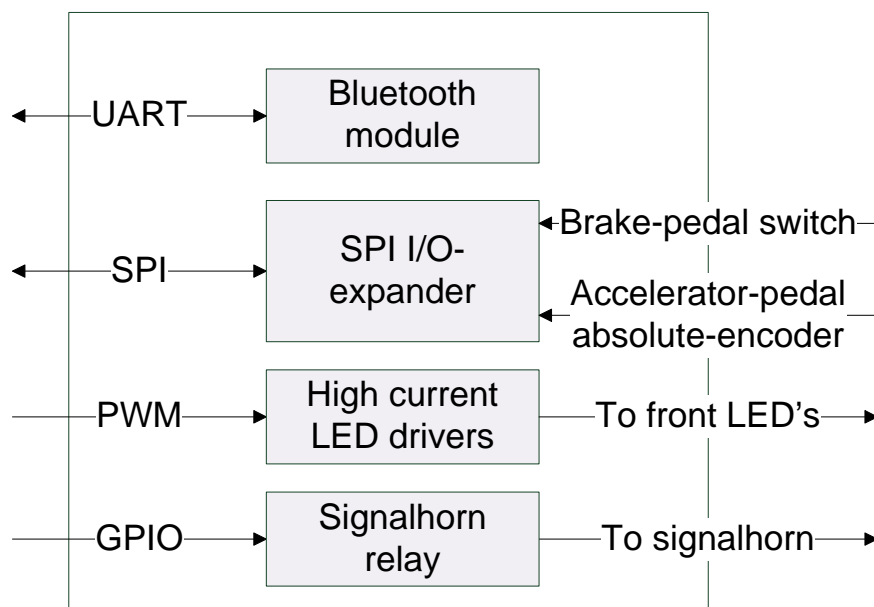 UART
Bluetooth
module
SPI
SPI I/O-
expander
Brake-pedal switch
Accelerator-pedal
absolute-encoder
PWM
High current
LED drivers
To front LED’s
GPIO
Signalhorn
relay
To signalhorn